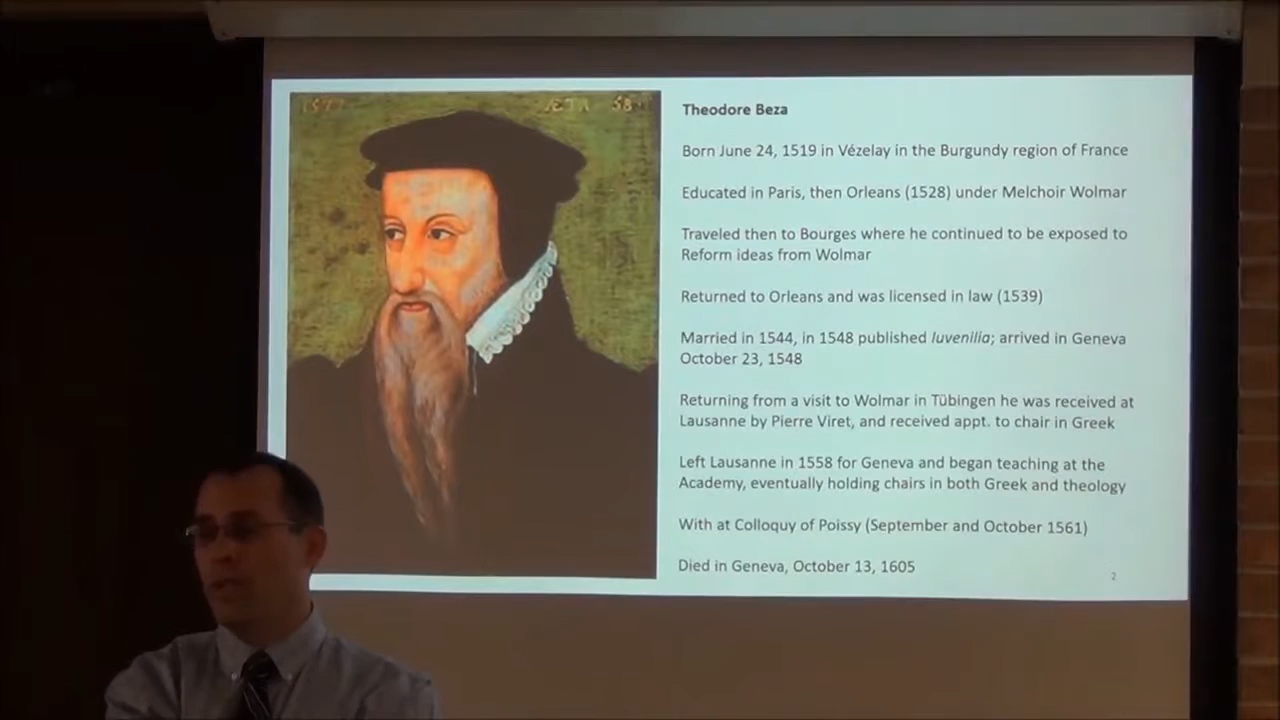 1577 ÆTA 58
Theodore Beza
Born June 24, 1519 in Vézelay in the Burgundy region of France
Educated in Paris, then Orleans (1528) under Melchoir Wolmar
Traveled then to Bourges where he continued to be exposed to
Reform ideas from Wolmar
Returned to Orleans and was licensed in law (1539)
Married in 1544, in 1548 published Iuvenilia; arrived in Geneva
October 23, 1548
Returning from a visit to Wolmar in Tübingen he was received at
Lausanne by Pierre Viret, and received appt. to chair in Greek
Left Lausanne in 1558 for Geneva and began teaching at the
Academy, eventually holding chairs in both Greek and theology
With at Colloquy of Poissy (September and October 1561)
Died in Geneva, October 13, 1605
2